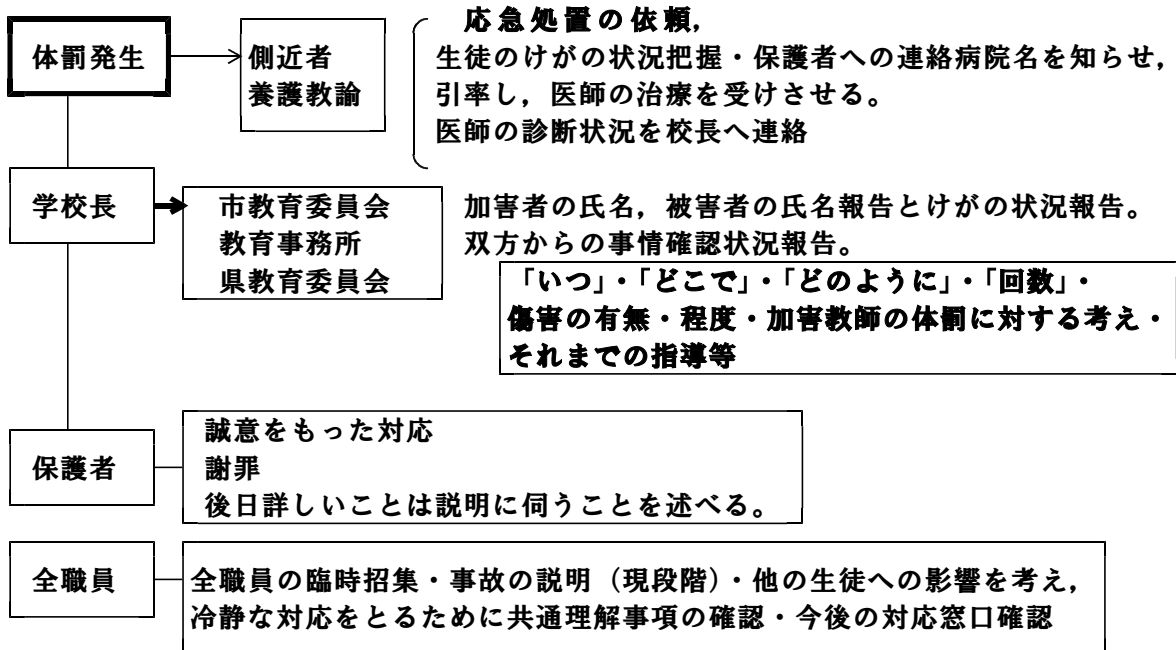 体罰発生
側近者
養護教諭
応急処置の依頼，
生徒のけがの状況把握・保護者への連絡病院名を知らせ，
引率し，医師の治療を受けさせる。
医師の診断状況を校長へ連絡
学校長
市教育委員会
教育事務所
県教育委員会
加害者の氏名，被害者の氏名報告とけがの状況報告。
双方からの事情確認状況報告。
「いつ」・「どこで」・「どのように」・「回数」・
傷害の有無・程度・加害教師の体罰に対する考え・
それまでの指導等
保護者
誠意をもった対応
謝罪
後日詳しいことは説明に伺うことを述べる。
全職員
全職員の臨時招集・事故の説明（現段階）・他の生徒への影響を考え，
冷静な対応をとるために共通理解事項の確認・今後の対応窓口確認